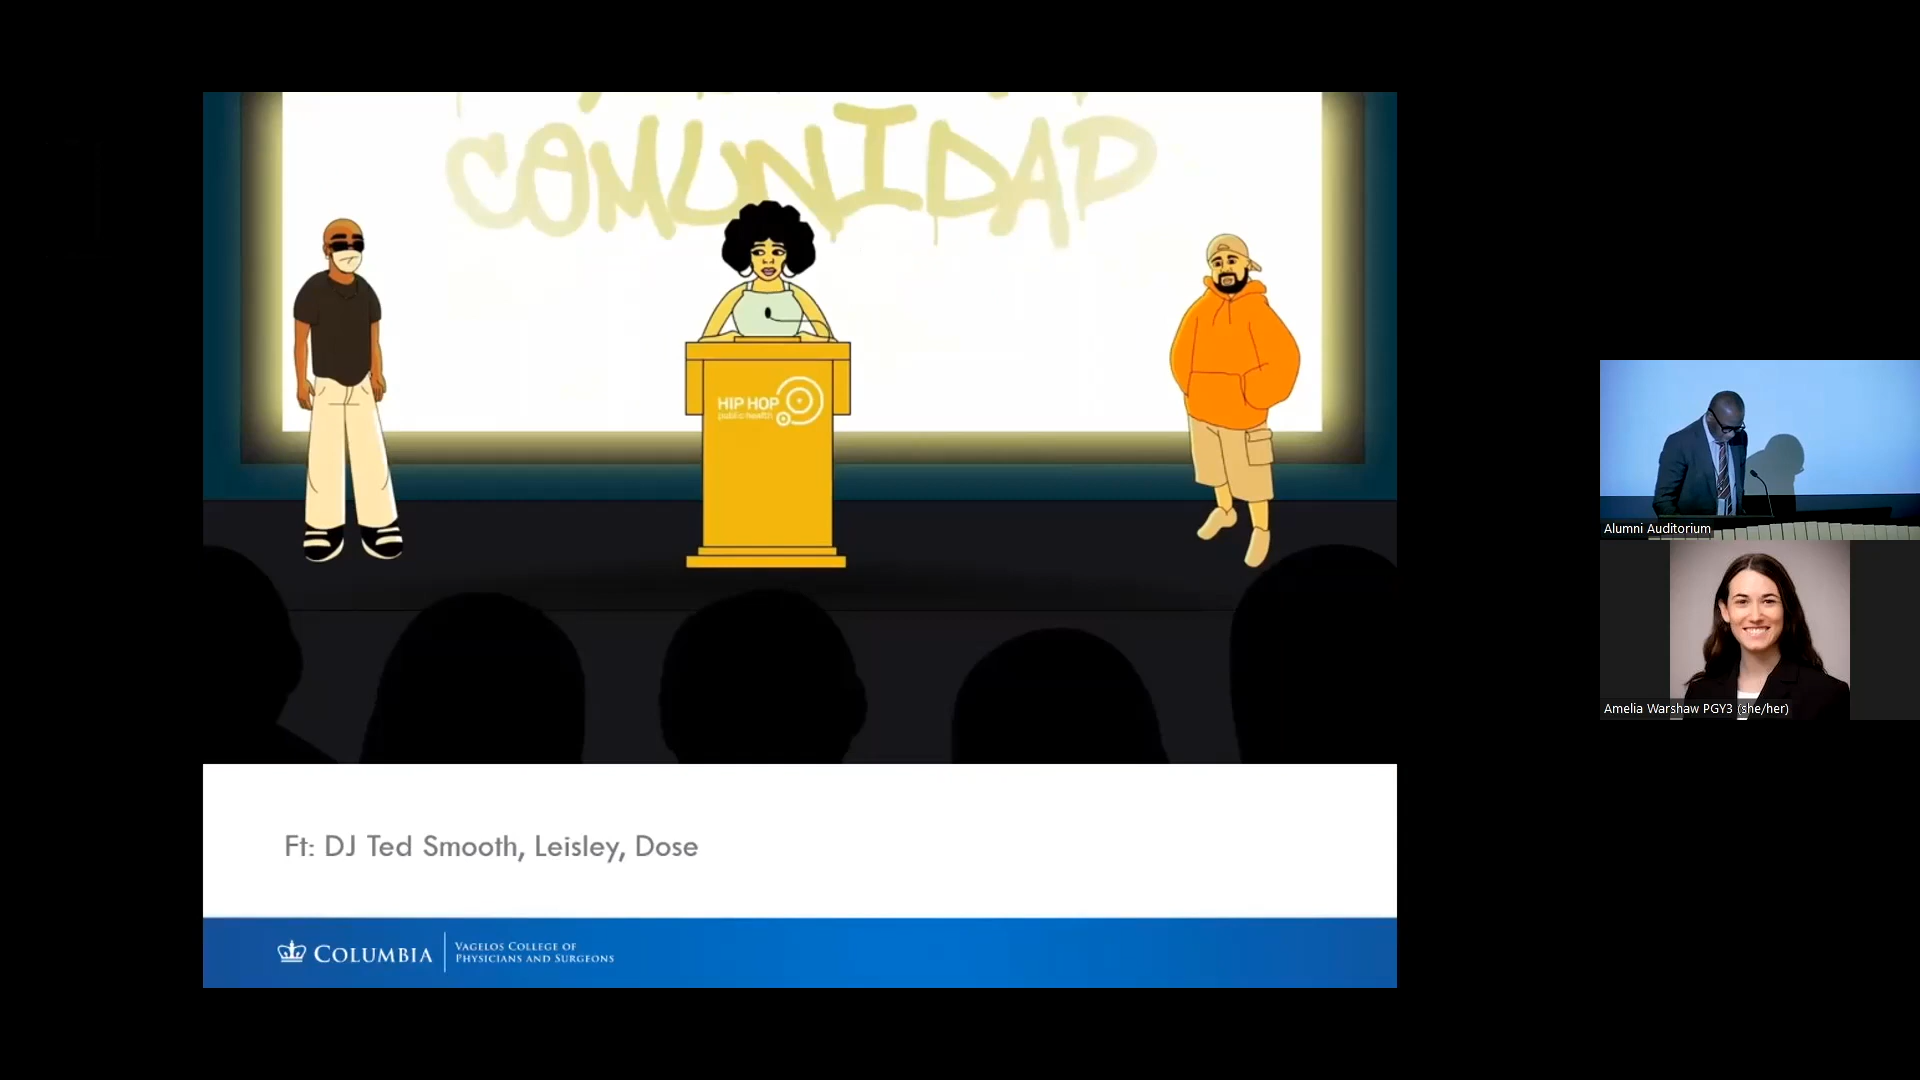 COMUNIDAD
HIP HOP
public health
Ft: DJ Ted Smooth, Leisley, Dose
COLUMBIA
VAGELOS COLLEGE OF
PHYSICIANS AND SURGEONS
Alumni Auditorium
Amelia Warshaw PGY3 (she/her)